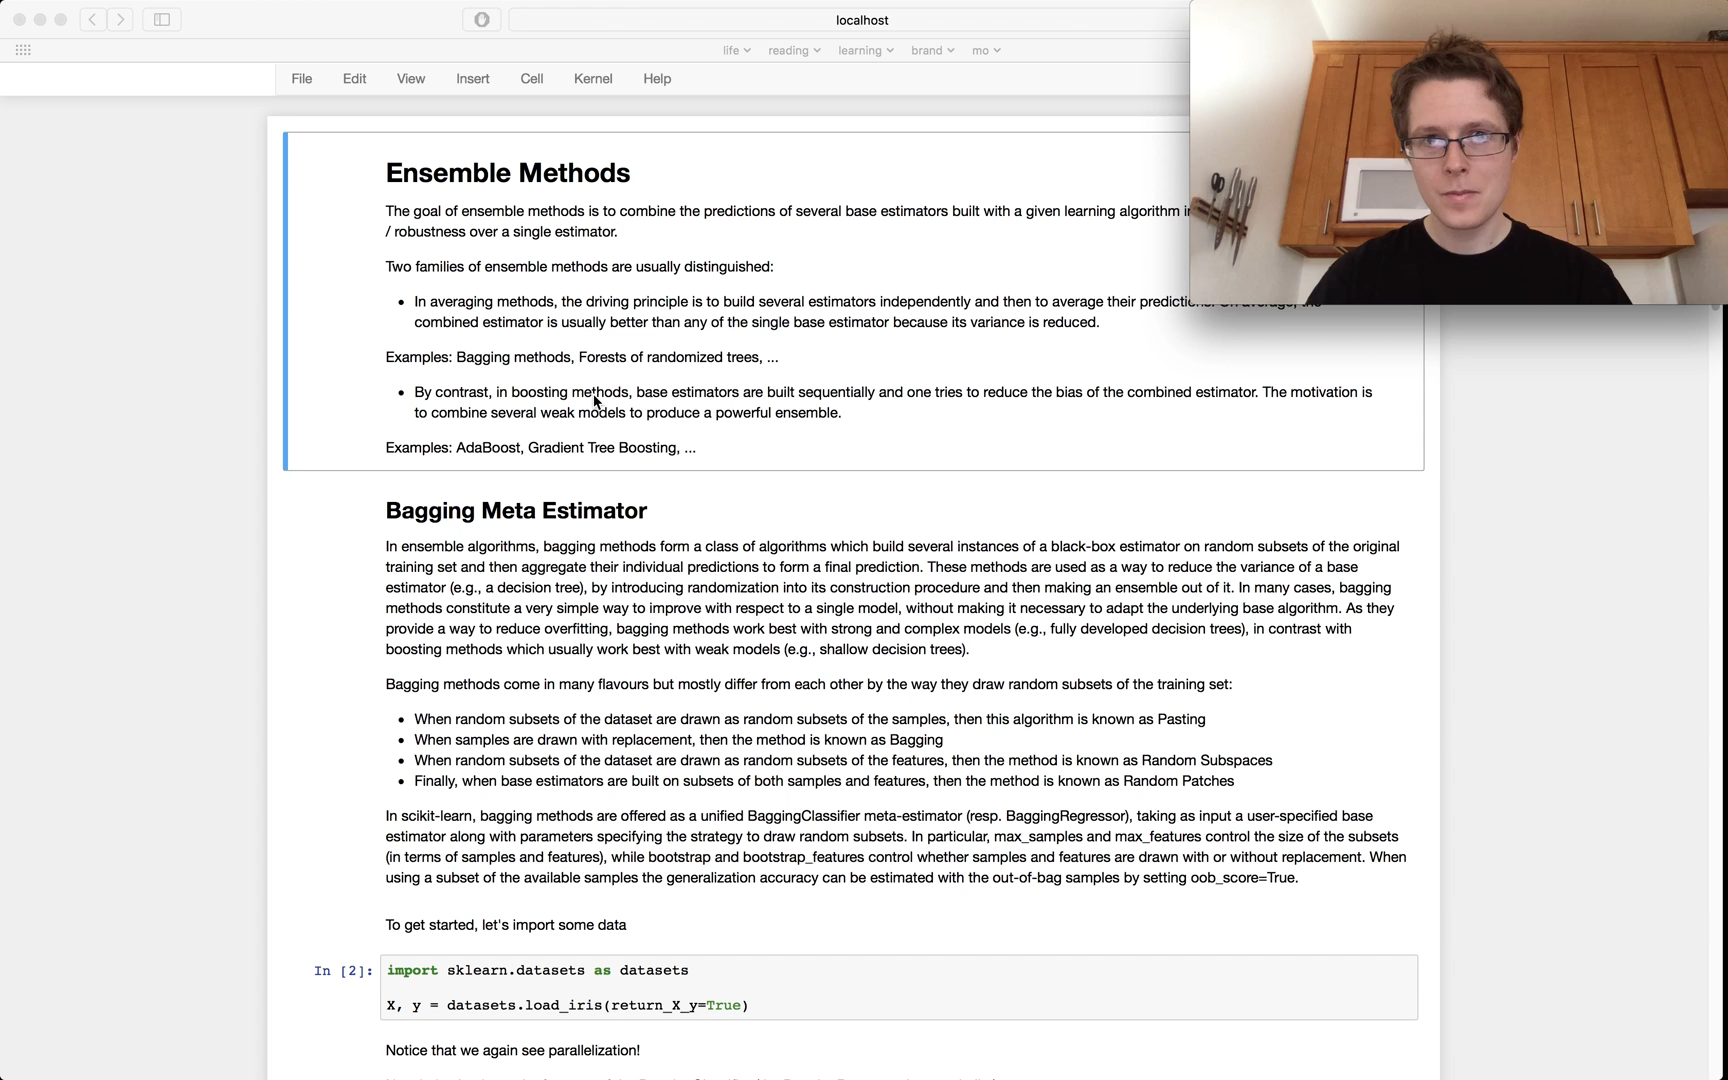 localhost
life reading learning brand mo
File Edit View Insert Cell Kernel Help
Ensemble Methods
The goal of ensemble methods is to combine the predictions of several base estimators built with a given learning algorithm
/ robustness over a single estimator.
Two families of ensemble methods are usually distinguished:
• In averaging methods, the driving principle is to build several estimators independently and then to average their
combined estimator is usually better than any of the single base estimator because its variance is reduced.
Examples: Bagging methods, Forests of randomized trees, ...
• By contrast, in boosting methods, base estimators are built sequentially and one tries to reduce the bias of the combined estimator. The motivation is
to combine several weak models to produce a powerful ensemble.
Examples: AdaBoost, Gradient Tree Boosting, ...
Bagging Meta Estimator
In ensemble algorithms, bagging methods form a class of algorithms which build several instances of a black-box estimator on random subsets of the original
training set and then aggregate their individual predictions to form a final prediction. These methods are used as a way to reduce the variance of a base
estimator (e.g., a decision tree), by introducing randomization into its construction procedure and then making an ensemble out of it. In many cases, bagging
methods constitute a very simple way to improve with respect to a single model, without making it necessary to adapt the underlying base algorithm. As they
provide a way to reduce overfitting, bagging methods work best with strong and complex models (e.g., fully developed decision trees), in contrast with
boosting methods which usually work best with weak models (e.g., shallow decision trees).
Bagging methods come in many flavours but mostly differ from each other by the way they draw random subsets of the training set:
• When random subsets of the dataset are drawn as random subsets of the samples, then this algorithm is known as Pasting
• When samples are drawn with replacement, then the method is known as Bagging
• When random subsets of the dataset are drawn as random subsets of the features, then the method is known as Random Subspaces
• Finally, when base estimators are built on subsets of both samples and features, then the method is known as Random Patches
In scikit-learn, bagging methods are offered as a unified BaggingClassifier meta-estimator (resp. BaggingRegressor), taking as input a user-specified base
estimator along with parameters specifying the strategy to draw random subsets. In particular, max_samples and max_features control the size of the subsets
(in terms of samples and features), while bootstrap and bootstrap_features control whether samples and features are drawn with or without replacement. When
using a subset of the available samples the generalization accuracy can be estimated with the out-of-bag samples by setting oob_score=True.
To get started, let's import some data
In [2]: import sklearn.datasets as datasets
X, y = datasets.load_iris(return_X_y=True)
Notice that we again see parallelization!